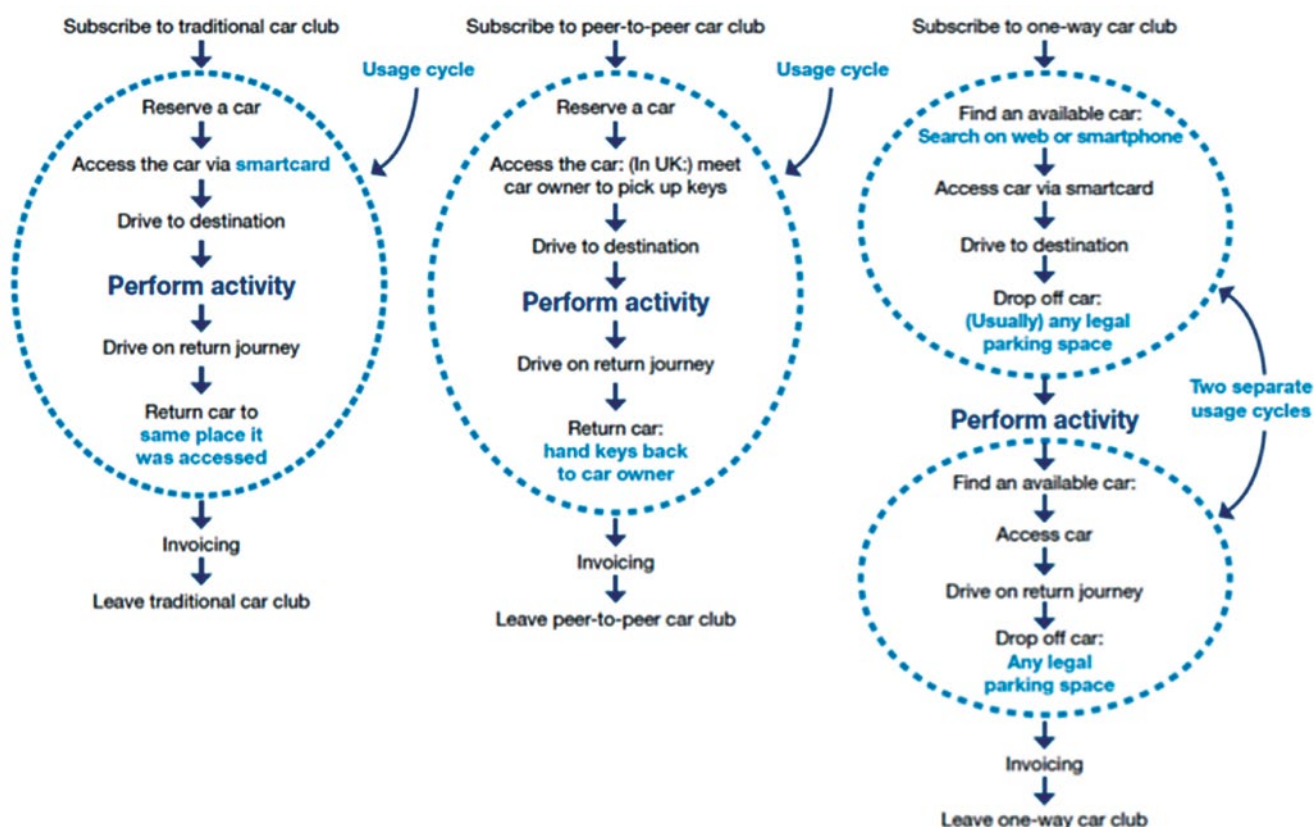 Subscribe to traditional car club
Usage cycle
Reserve a car
Access the car via smartcard
Drive to destination
Perform activity
Drive on return journey
Return car to
same place it
was accessed
Invoicing
Leave traditional car club
Subscribe to peer-to-peer car club
Usage cycle
Reserve a car
Access the car: (In UK:) meet
car owner to pick up keys
Drive to destination
Perform activity
Drive on return journey
Return car:
hand keys back
to car owner
Invoicing
Leave peer-to-peer car club
Subscribe to one-way car club
Find an available car:
Search on web or smartphone
Access car via smartcard
Drive to destination
Drop off car:
(Usually) any legal
parking space
Two separate
usage cycles
Perform activity
Find an available car:
Access car
Drive on return journey
Drop off car:
Any legal
parking space
Invoicing
Leave one-way car club